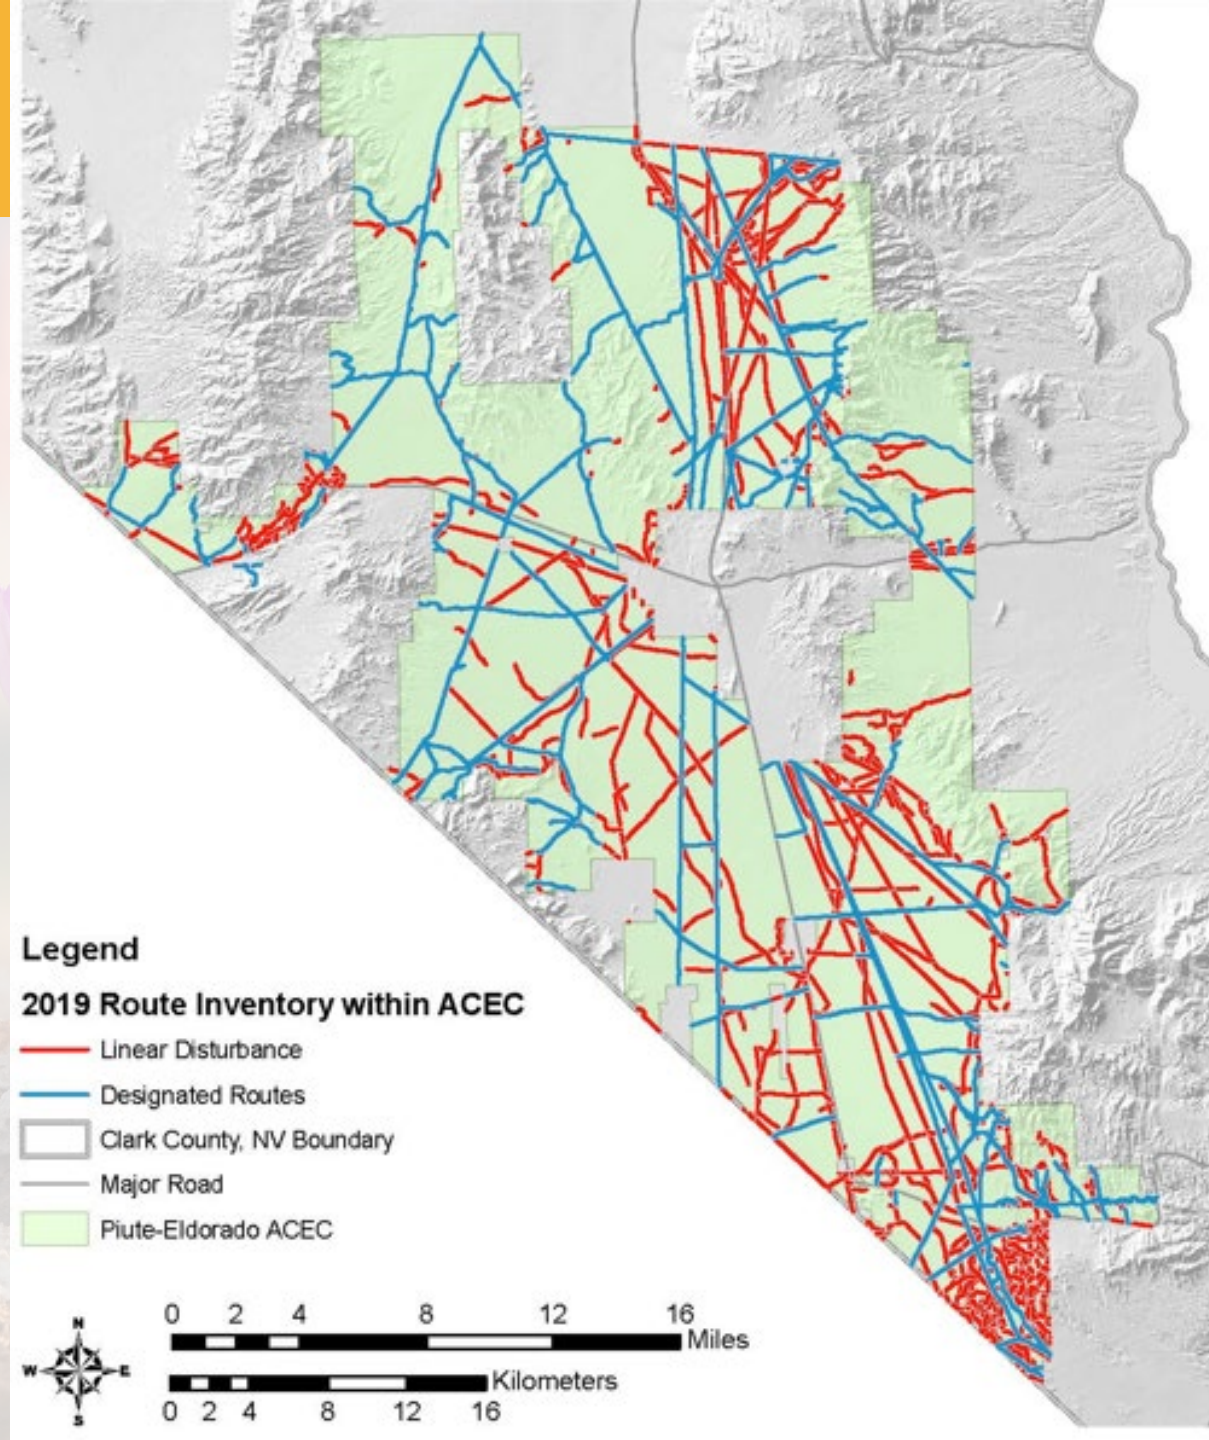 Legend
2019 Route Inventory within ACEC
Linear Disturbance
Designated Routes
Clark County, NV Boundary
Major Road
Piute-Eldorado ACEC
N
W E
S
0 2 4 8 12 16
Miles
Kilometers
0 2 4 8 12 16